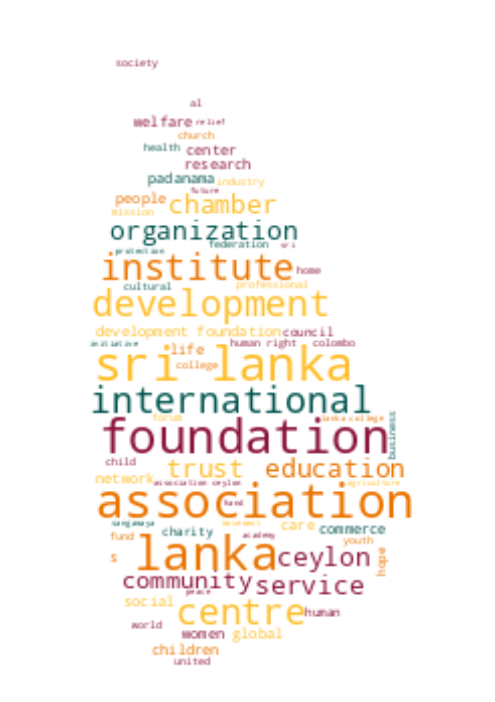 society
al
welfare relief
church
health center
research
padanama industry
future
people chamber
mission
organization
federation sri
protection
institute home
cultural professional
development
development foundation council
initiative human right colombo
life
sri lanka
college
international
forum lanka college
foundation business
child trust education
network association ceylon agriculture
association
hand
sangamaya movement care commerce
fund charity academy youth
s lanka ceylon hope
community service
peace
social centre human
world women global
children
united